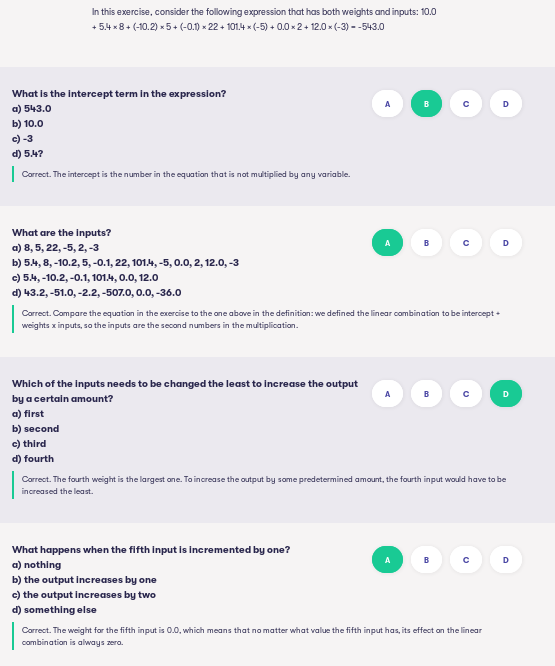 In this exercise, consider the following expression that has both weights and inputs: 10.0
+ 5.4 × 8 + (-10.2) × 5 + (-0.1) × 22 + 101.4 × (-5) + 0.0 × 2 + 12.0 × (-3) = -543.0
What is the intercept term in the expression?
A B C D
a) 543.0
b) 10.0
c) -3
d) 5.4?
Correct. The intercept is the number in the equation that is not multiplied by any variable.
What are the inputs?
A B C D
a) 8, 5, 22, -5, 2, -3
b) 5.4, 8, -10.2, 5, -0.1, 22, 101.4, -5, 0.0, 2, 12.0, -3
c) 5.4, -10.2, -0.1, 101.4, 0.0, 12.0
d) 43.2, -51.0, -2.2, -507.0, 0.0, -36.0
Correct. Compare the equation in the exercise to the one above in the definition: we defined the linear combination to be intercept +
weights x inputs, so the inputs are the second numbers in the multiplication.
Which of the inputs needs to be changed the least to increase the output
by a certain amount?
A B C D
a) first
b) second
c) third
d) fourth
Correct. The fourth weight is the largest one. To increase the output by some predetermined amount, the fourth input would have to be
increased the least.
What happens when the fifth input is incremented by one?
A B C D
a) nothing
b) the output increases by one
c) the output increases by two
d) something else
Correct. The weight for the fifth input is 0.0, which means that no matter what value the fifth input has, its effect on the linear
combination is always zero.